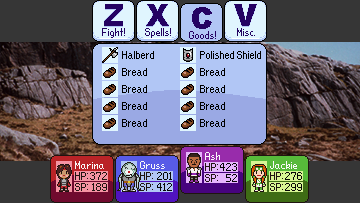 Z X C V
Fight! Spells! Goods! Misc.
Halberd Polished Shield
Bread Bread
Bread Bread
Bread Bread
Bread Bread
Marina Gruss Ash Jackie
HP:372 HP: 201 HP:423 HP:276
SP:189 SP: 412 SP: 52 SP:299